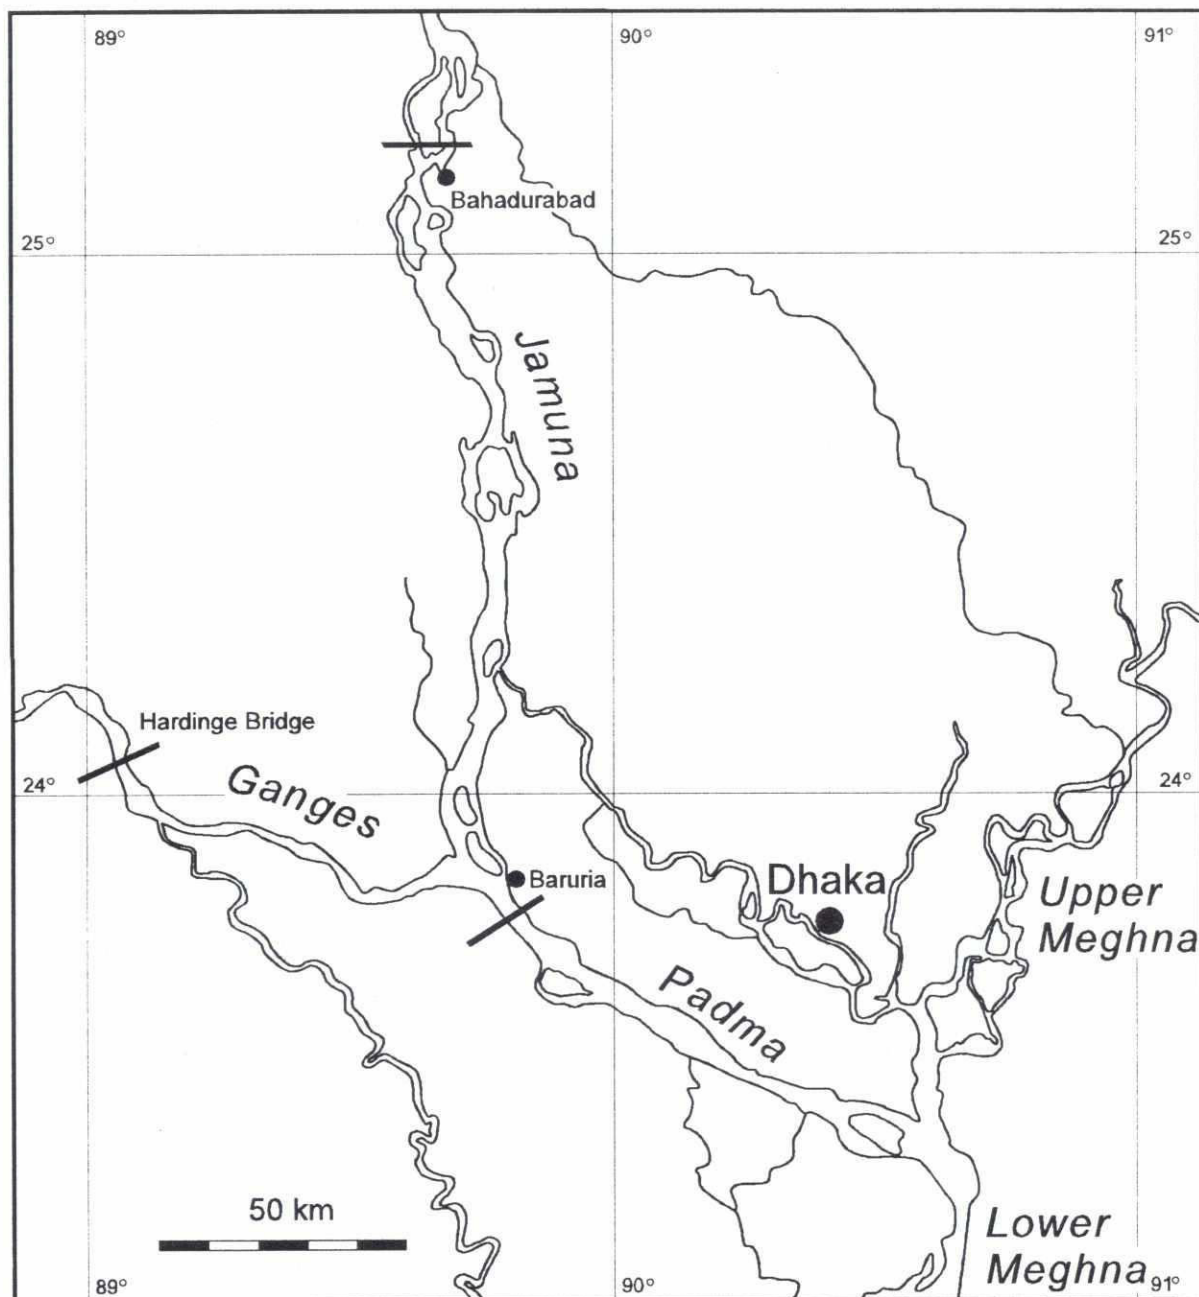 89°
90°
91°
Bahadurabad
25°
25°
Jamuna
Hardinge Bridge
24°
24°
Ganges
Baruria
Dhaka
Upper
Meghna
Padma
50 km
Lower
Meghna
89°
90°
91°